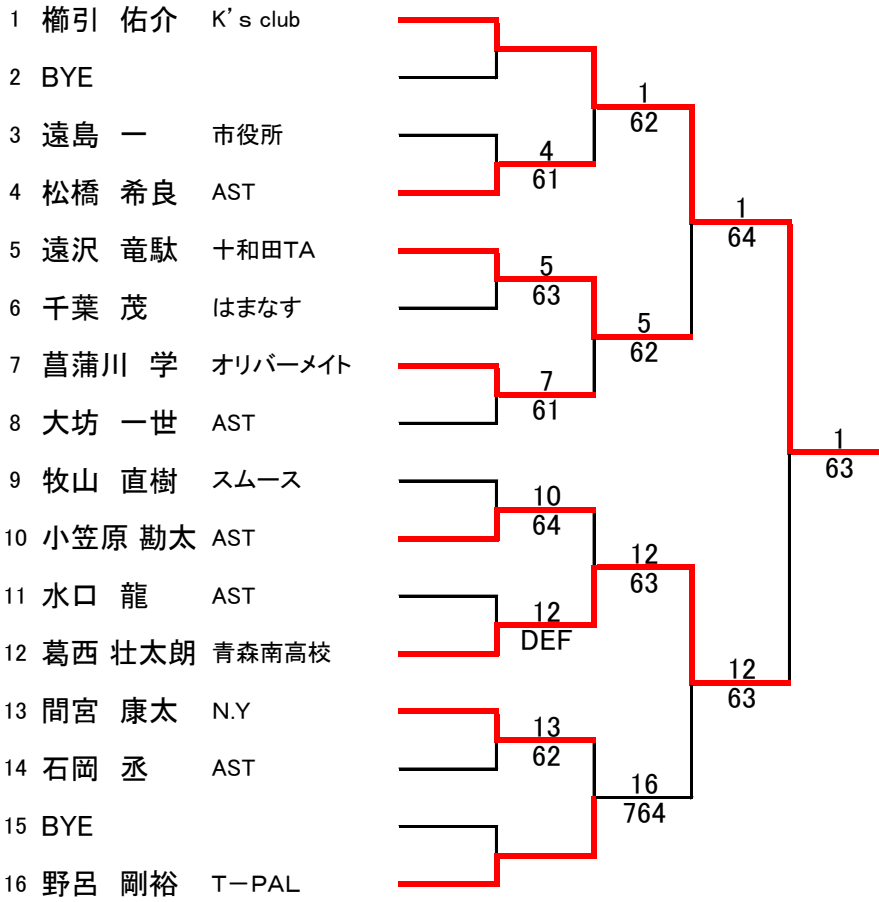 1 櫛引 佑介 K's club
2 BYE
3 遠島 一 市役所
4 松橋 希良 AST
5 遠沢 竜駄 十和田TA
6 千葉 茂 はまなす
7 菖蒲川 学 オリバーメイト
8 大坊 一世 AST
9 牧山 直樹 スムース
10 小笠原 勘太 AST
11 水口 龍 AST
12 葛西 壮太朗 青森南高校
13 間宮 康太 N.Y
14 石岡 丞 AST
15 BYE
16 野呂 剛裕 T-PAL
4
61
5
63
7
61
10
64
12
DEF
13
62
1
62
5
62
12
63
16
764
1
64
12
63
1
63